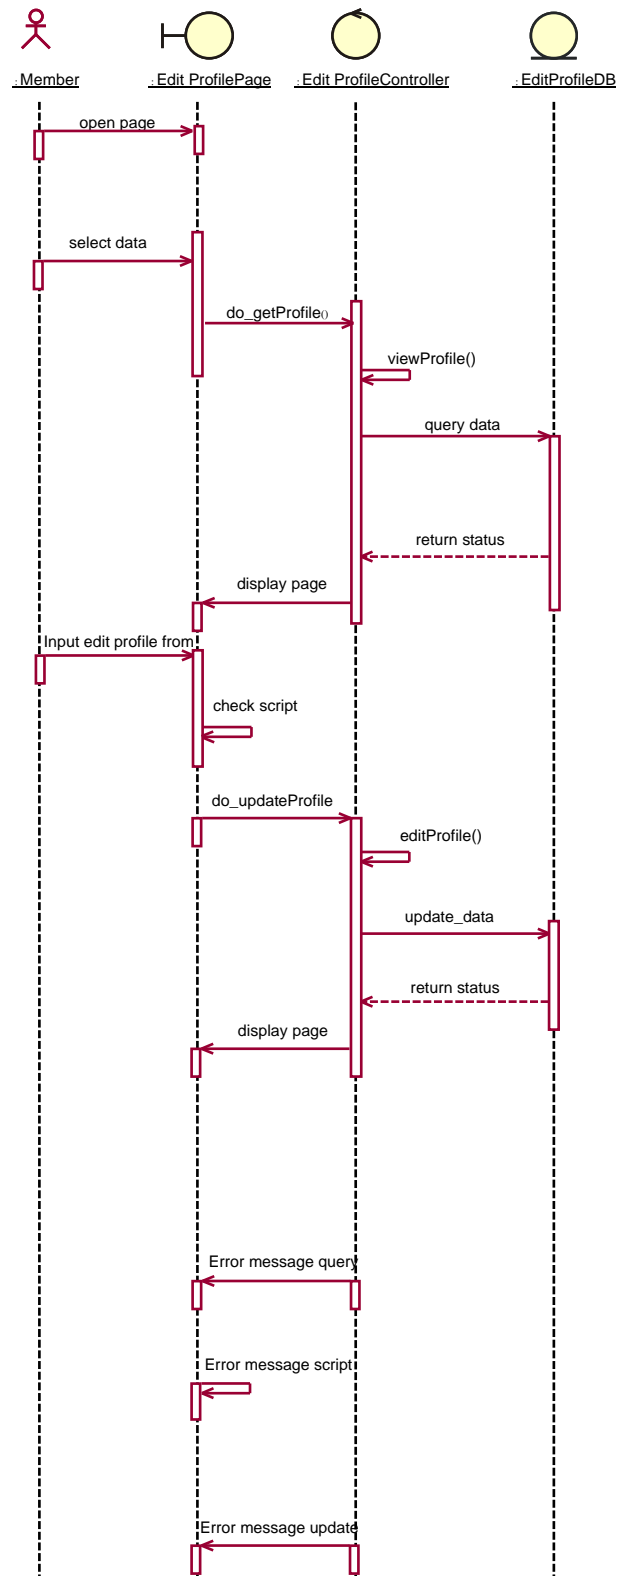 : Member
: Edit ProfilePage
: Edit ProfileController
: EditProfileDB
open page
select data
do_getProfile()
viewProfile()
query data
return status
display page
Input edit profile from
check script
do_updateProfile
editProfile()
update_data
return status
display page
Error message query
Error message script
Error message update